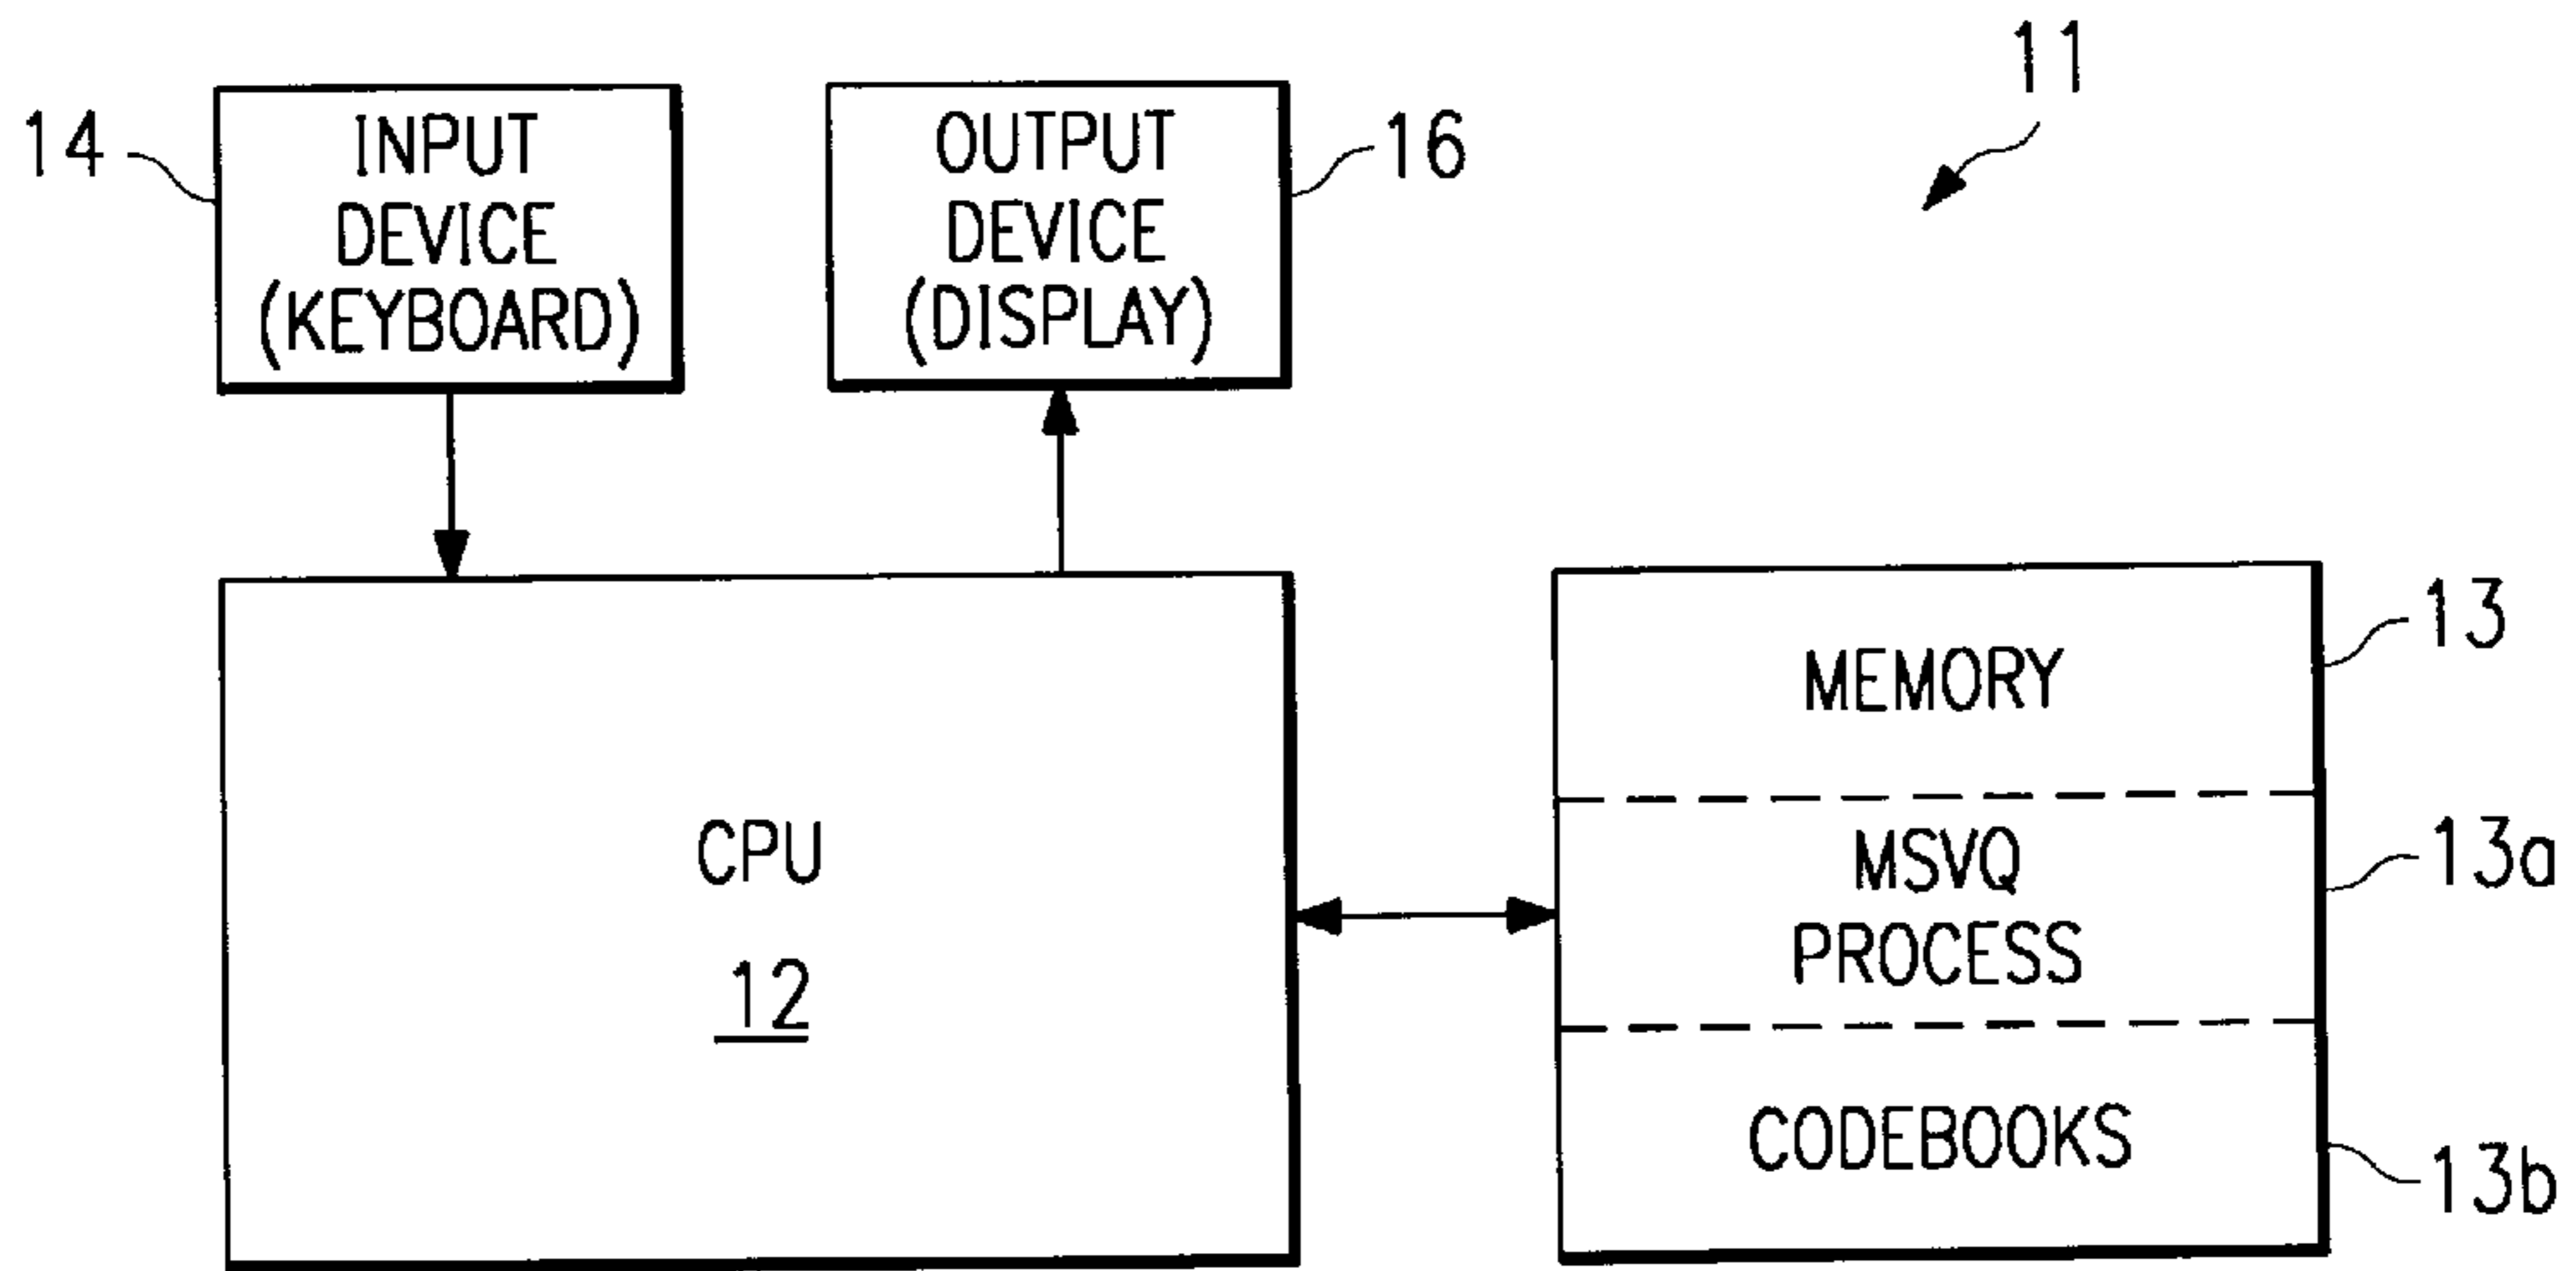 11
14
INPUT
DEVICE
(KEYBOARD)
OUTPUT
DEVICE
(DISPLAY)
16
CPU
12
MEMORY
13
MSVQ
PROCESS
13a
CODEBOOKS
13b